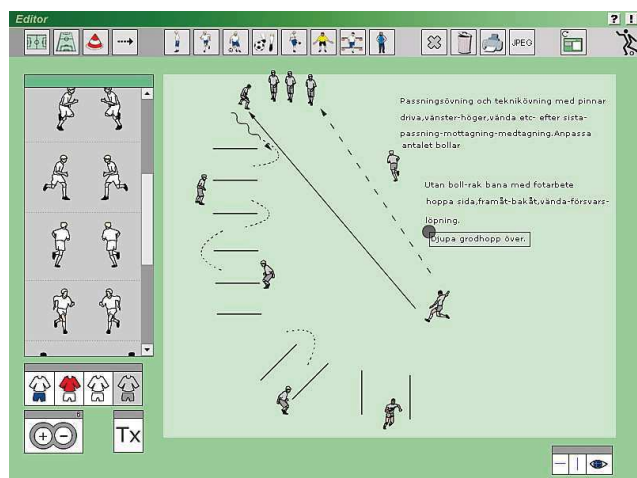 Editor
? !
JPEG
Passningsövning och teknikövning med pinnar
driva,vänster-höger,vända etc- efter sista-
passning-mottagning-medtagning.Anpassa
antalet bollar
Utan boll-rak bana med fotarbete
hoppa sida,framåt-bakåt,vända-försvars-
löpning.
Djupa grodhopp över.
6
Tx